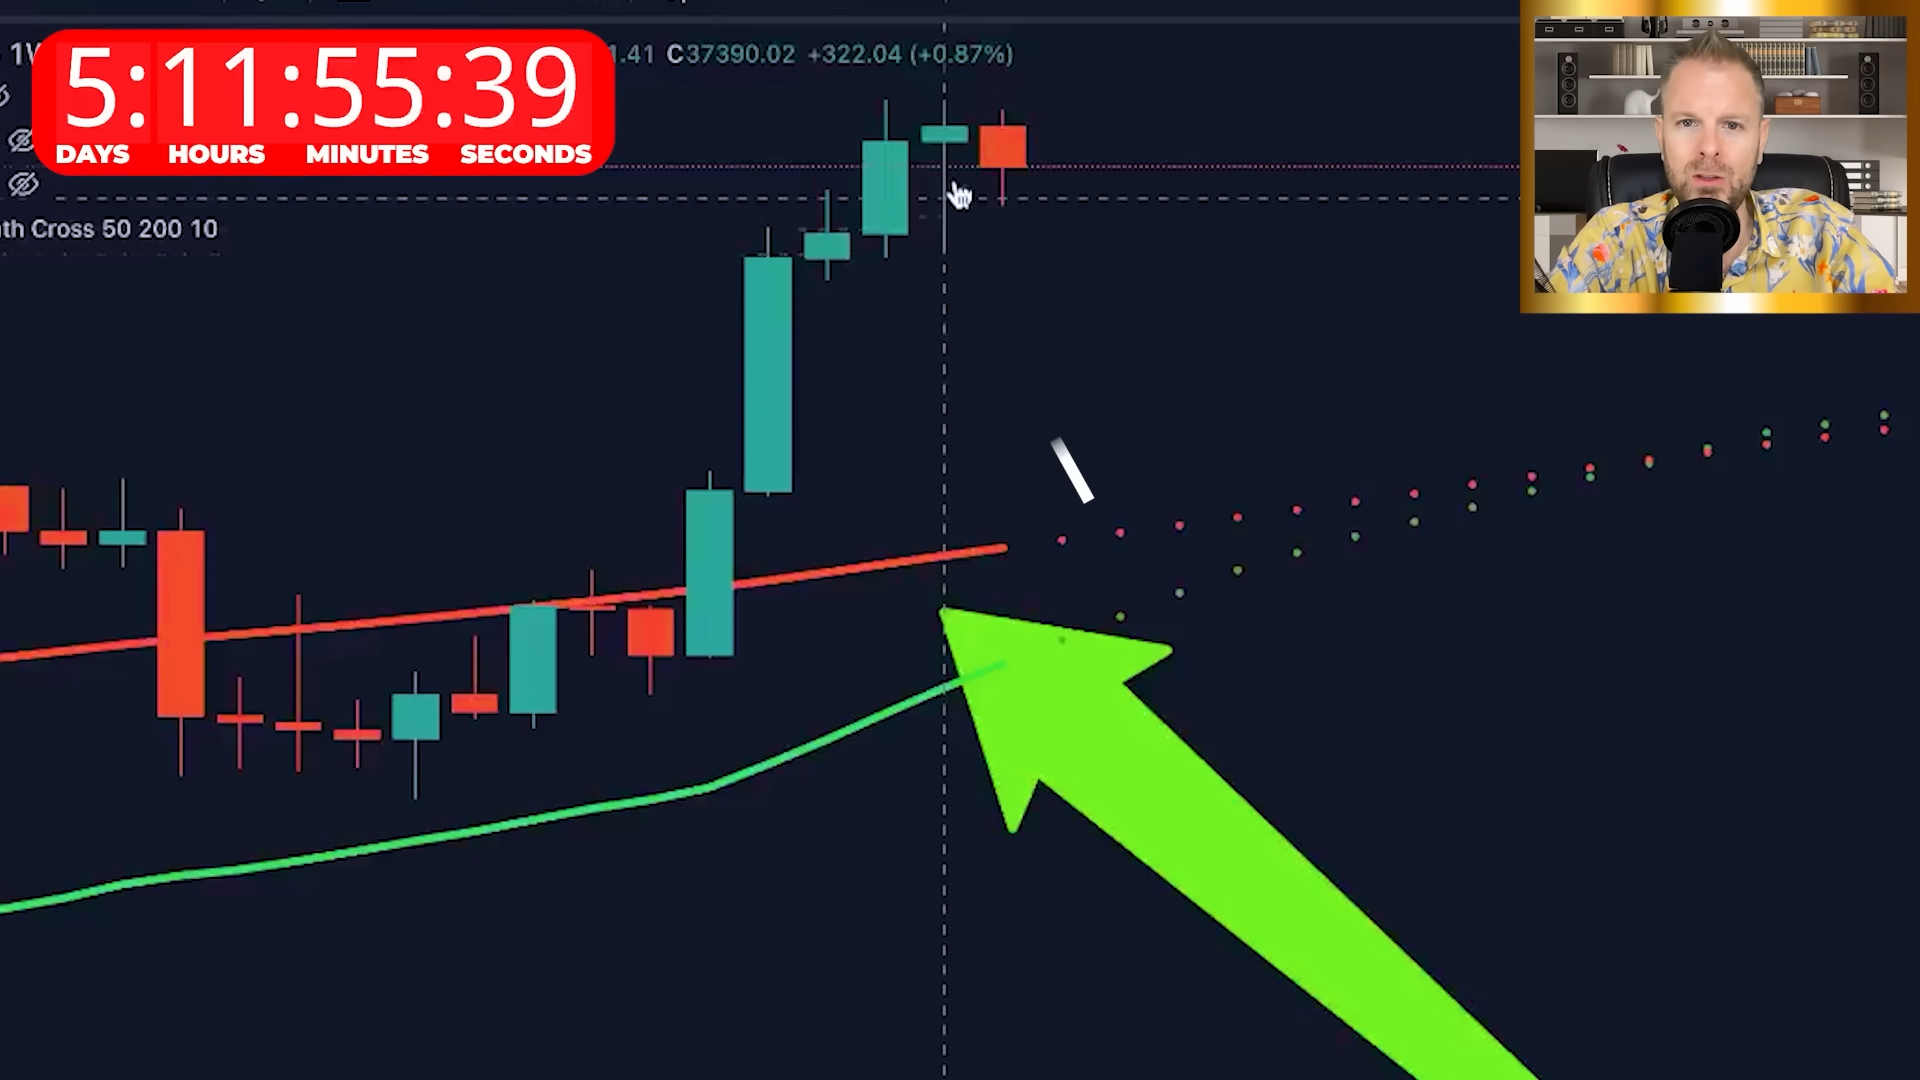 5:11:55:39
DAYS HOURS MINUTES SECONDS
1.41 C37390.02 +322.04 (+0.87%)
th Cross 50 200 10